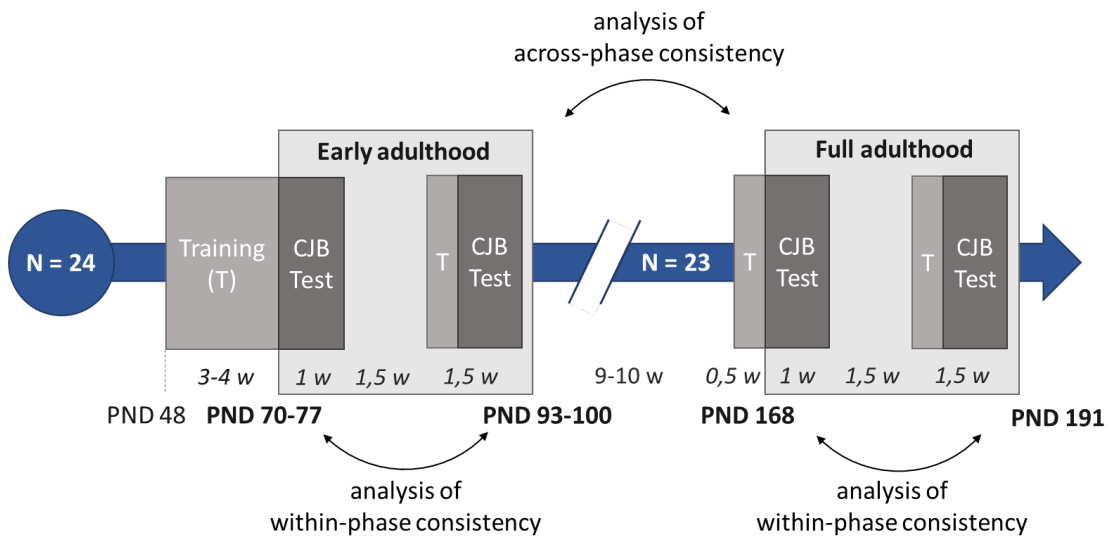 analysis of
across-phase consistency
Early adulthood
Full adulthood
N = 24
Training
(T)
CJB
Test
T
CJB
Test
N = 23
T
CJB
Test
T
CJB
Test
3-4 w
1 w
1,5 w
1,5 w
9-10 w
0,5 w
1 w
1,5 w
1,5 w
PND 48
PND 70-77
PND 93-100
PND 168
PND 191
analysis of
within-phase consistency
analysis of
within-phase consistency